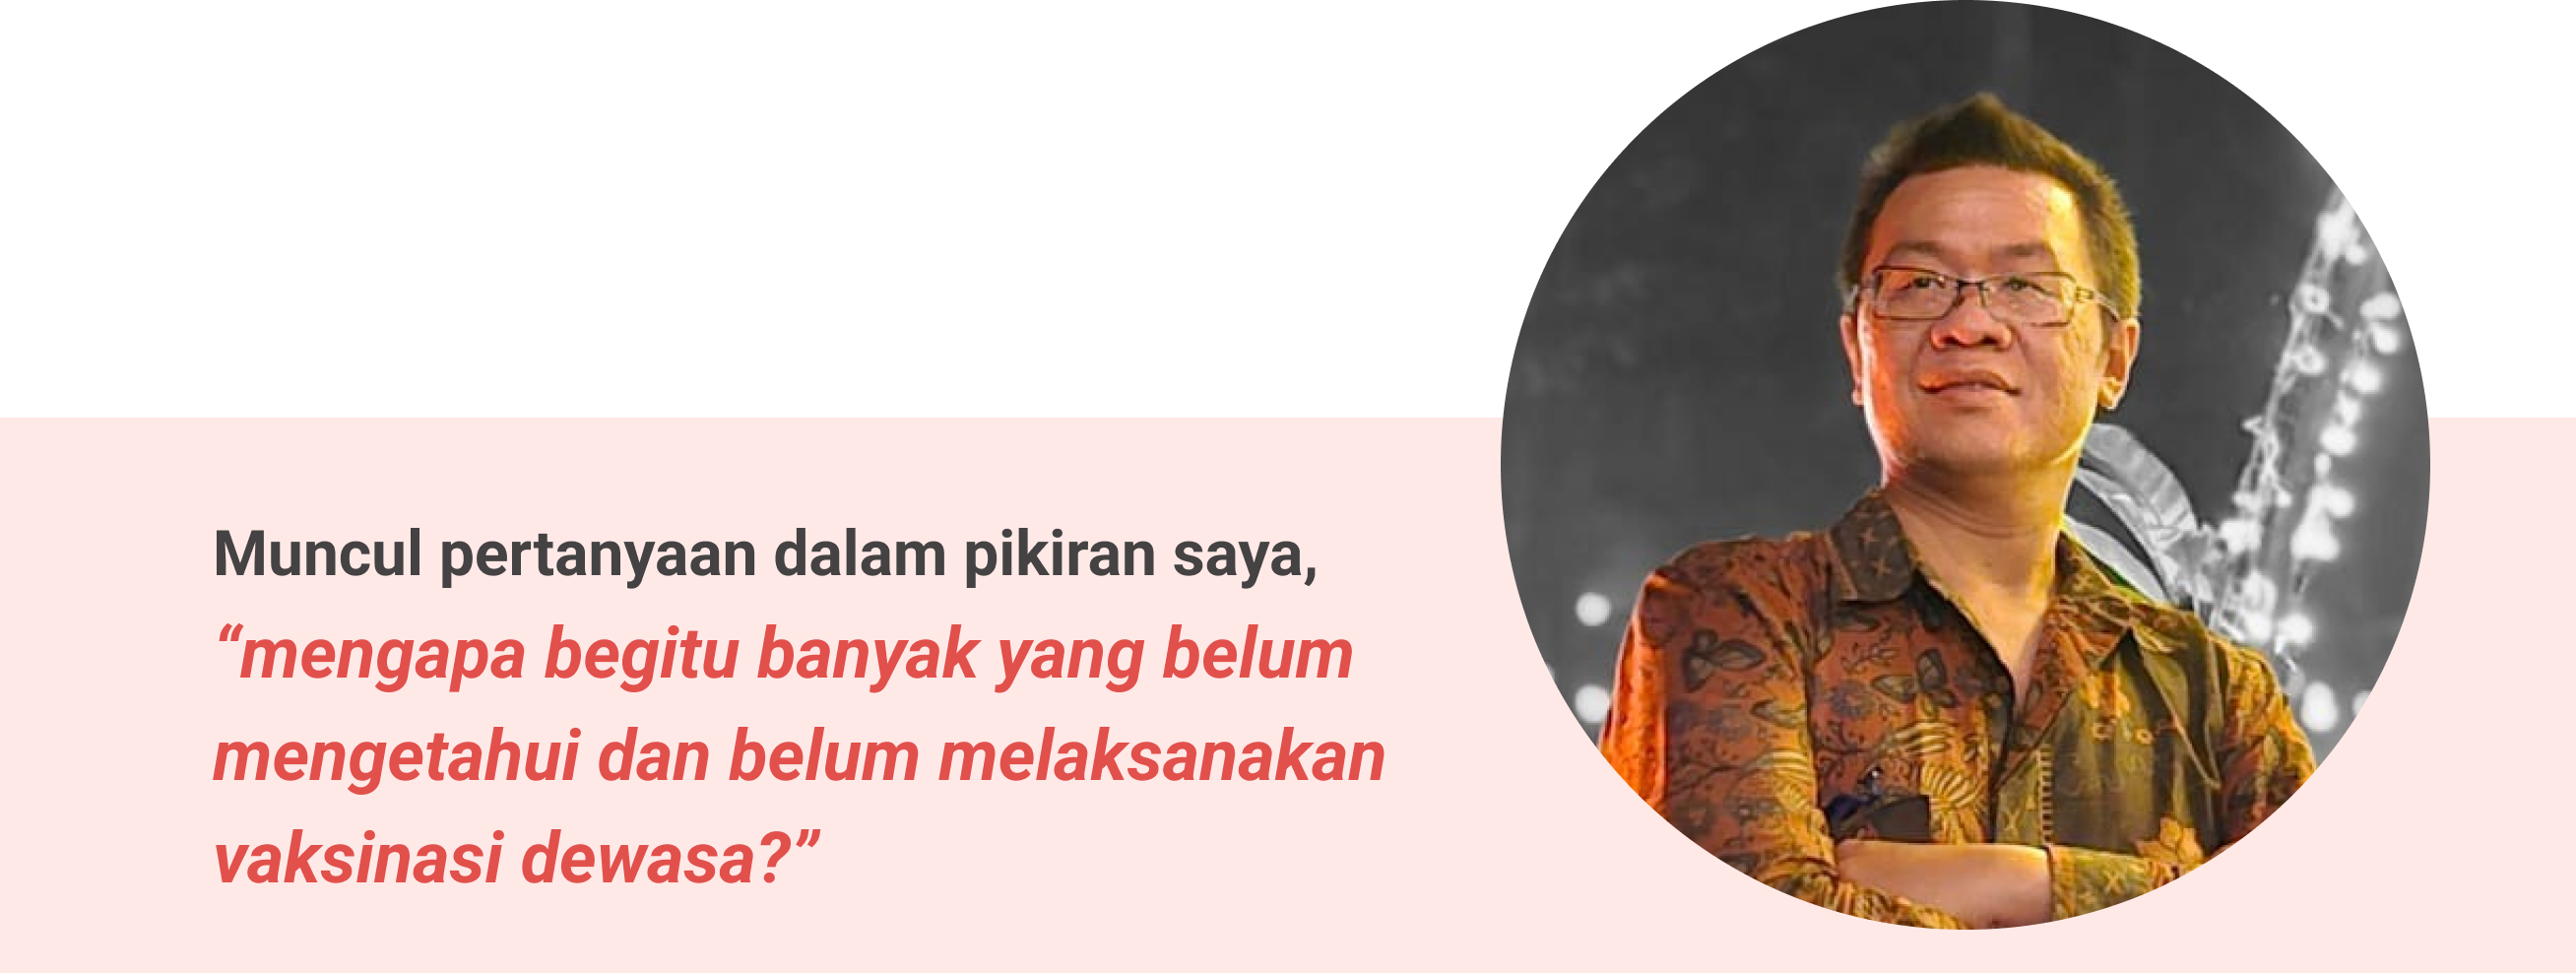 Muncul pertanyaan dalam pikiran saya,
“mengapa begitu banyak yang belum
mengetahui dan belum melaksanakan
vaksinasi dewasa?”